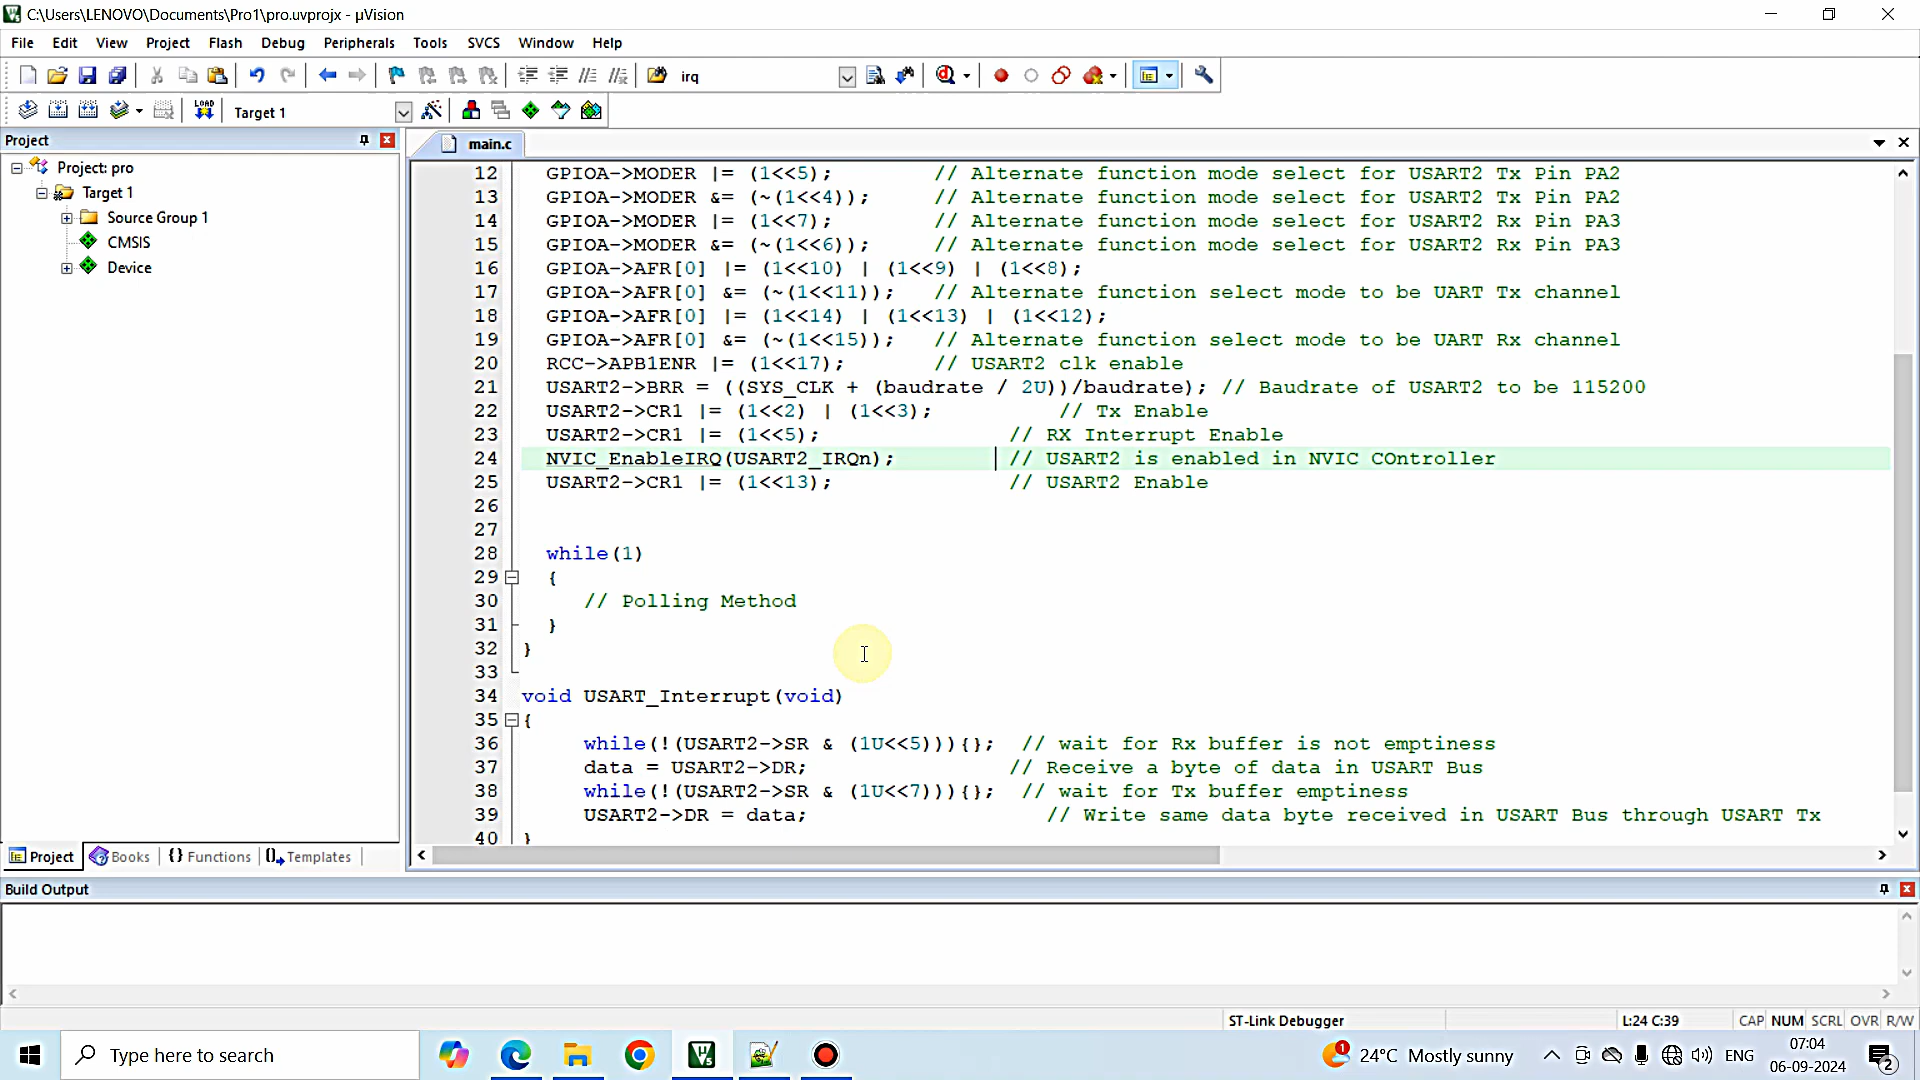 C:\Users\LENOVO\Documents\Pro1\pro.uvprojx - µVision
File Edit View Project Flash Debug Peripherals Tools SVCS Window Help
irq
LOAD Target 1
Project
main.c
Project: pro
Target 1
Source Group 1
CMSIS
Device
12 GPIOA->MODER |= (1<<5); // Alternate function mode select for USART2 Tx Pin PA2
13 GPIOA->MODER &= (~(1<<4)); // Alternate function mode select for USART2 Tx Pin PA2
14 GPIOA->MODER |= (1<<7); // Alternate function mode select for USART2 Rx Pin PA3
15 GPIOA->MODER &= (~(1<<6)); // Alternate function mode select for USART2 Rx Pin PA3
16 GPIOA->AFR[0] |= (1<<10) | (1<<9) | (1<<8);
17 GPIOA->AFR[0] &= (~(1<<11)); // Alternate function select mode to be UART Tx channel
18 GPIOA->AFR[0] |= (1<<14) | (1<<13) | (1<<12);
19 GPIOA->AFR[0] &= (~(1<<15)); // Alternate function select mode to be UART Rx channel
20 RCC->APB1ENR |= (1<<17); // USART2 clk enable
21 USART2->BRR = ((SYS_CLK + (baudrate / 2U))/baudrate); // Baudrate of USART2 to be 115200
22 USART2->CR1 |= (1<<2) | (1<<3); // Tx Enable
23 USART2->CR1 |= (1<<5); // RX Interrupt Enable
24 NVIC_EnableIRQ(USART2_IRQn); // USART2 is enabled in NVIC COntroller
25 USART2->CR1 |= (1<<13); // USART2 Enable
26
27
28 while(1)
29 {
30 // Polling Method
31 }
32 }
33
34 void USART_Interrupt(void)
35 {
36 while(!(USART2->SR & (1U<<5))){}; // wait for Rx buffer is not emptiness
37 data = USART2->DR; // Receive a byte of data in USART Bus
38 while(!(USART2->SR & (1U<<7))){}; // wait for Tx buffer emptiness
39 USART2->DR = data; // Write same data byte received in USART Bus through USART Tx
40 }
Project Books {} Functions Templates
Build Output
ST-Link Debugger L:24 C:39 CAP NUM SCRL OVR R/W
Type here to search
1 24°C Mostly sunny ENG 07:04
06-09-2024 2